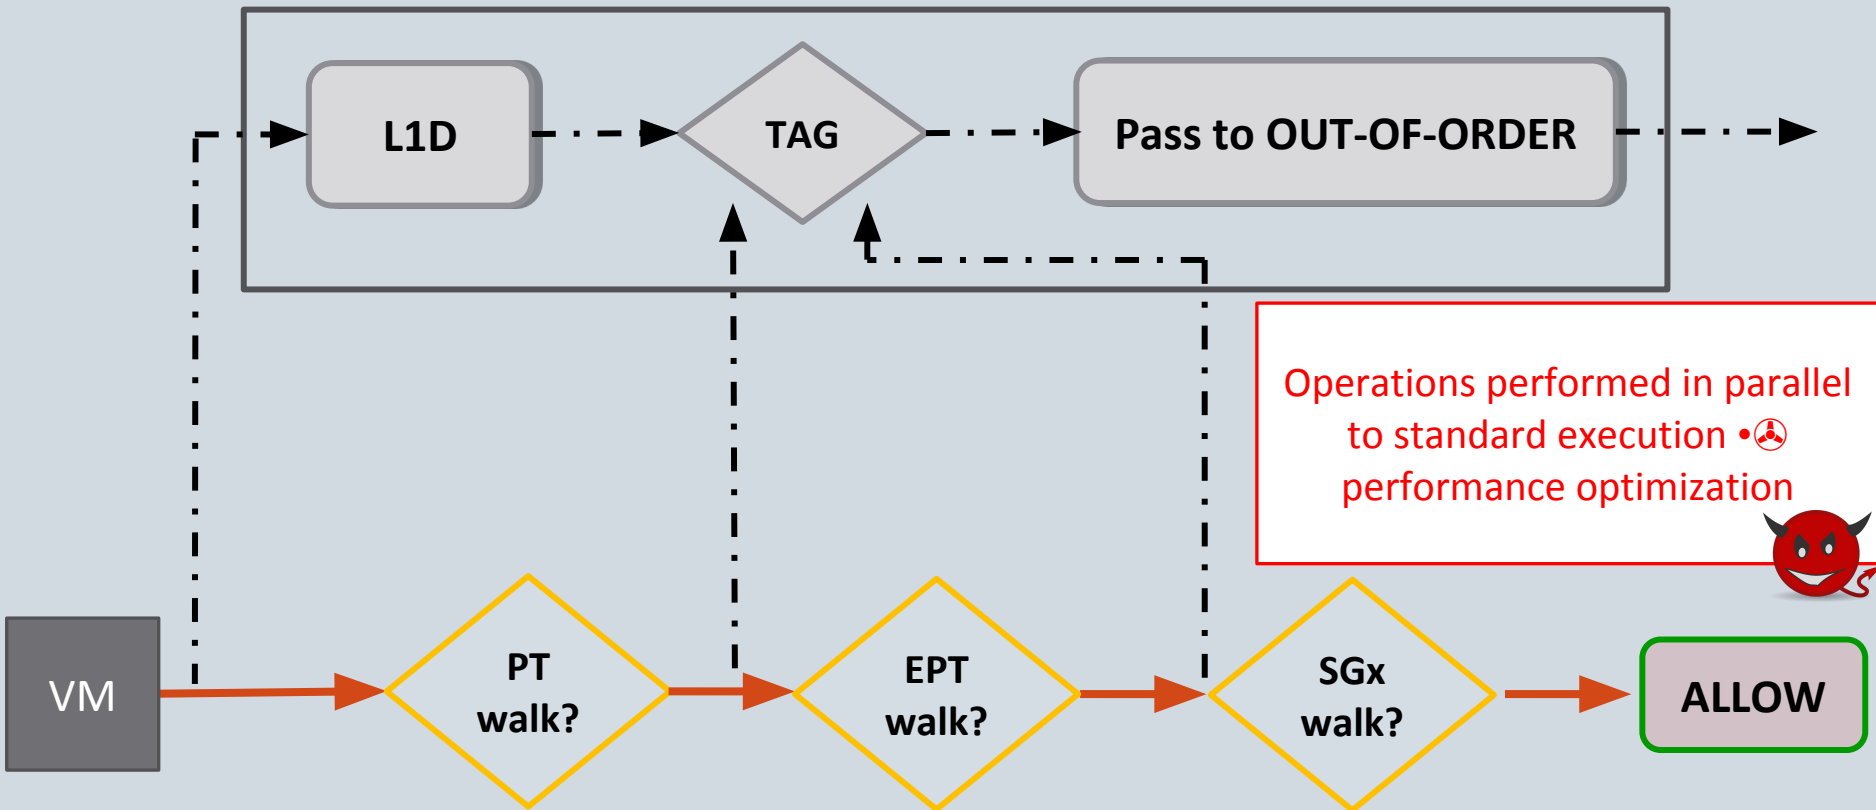 L1D
TAG
Pass to OUT-OF-ORDER
Operations performed in parallel
to standard execution •✇
performance optimization
VM
PT
walk?
EPT
walk?
SGx
walk?
ALLOW